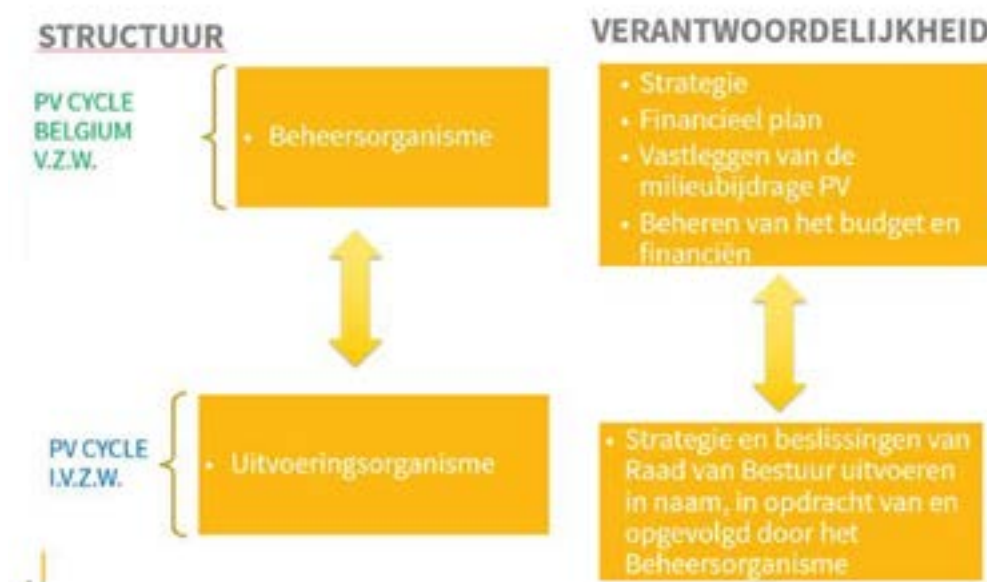 STRUCTUUR
VERANTWOORDELIJKHEID
PV CYCLE
BELGIUM
V.Z.W.
• Beheersorganisme
• Strategie
• Financieel plan
• Vastleggen van de
milieubijdrage PV
• Beheren van het budget en
financiën
PV CYCLE
I.V.Z.W.
• Uitvoeringsorganisme
• Strategie en beslissingen van
Raad van Bestuur uitvoeren
in naam, in opdracht van en
opgevolgd door het
Beheersorganisme